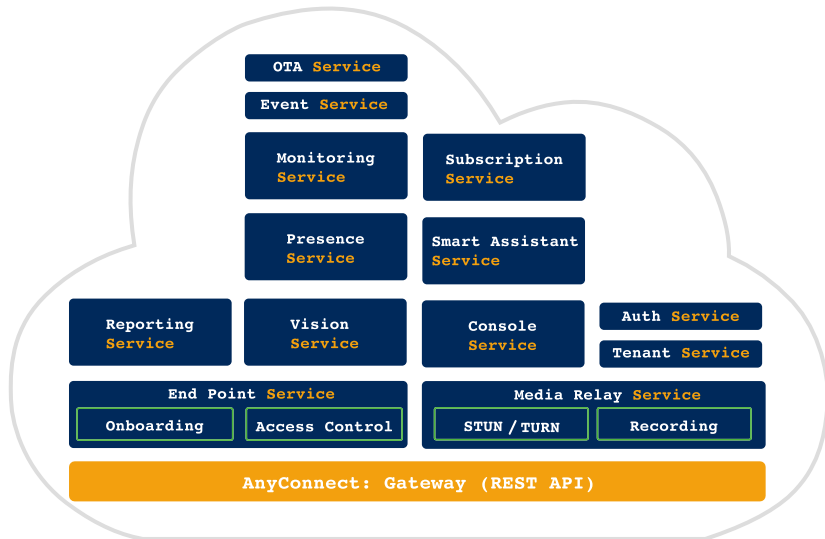 OTA Service
Event Service
Monitoring
Service
Subscription
Service
Presence
Service
Smart Assistant
Service
Reporting
Service
Vision
Service
Console
Service
Auth Service
Tenant Service
End Point Service
Onboarding
Access Control
Media Relay Service
STUN / TURN
Recording
AnyConnect: Gateway (REST API)